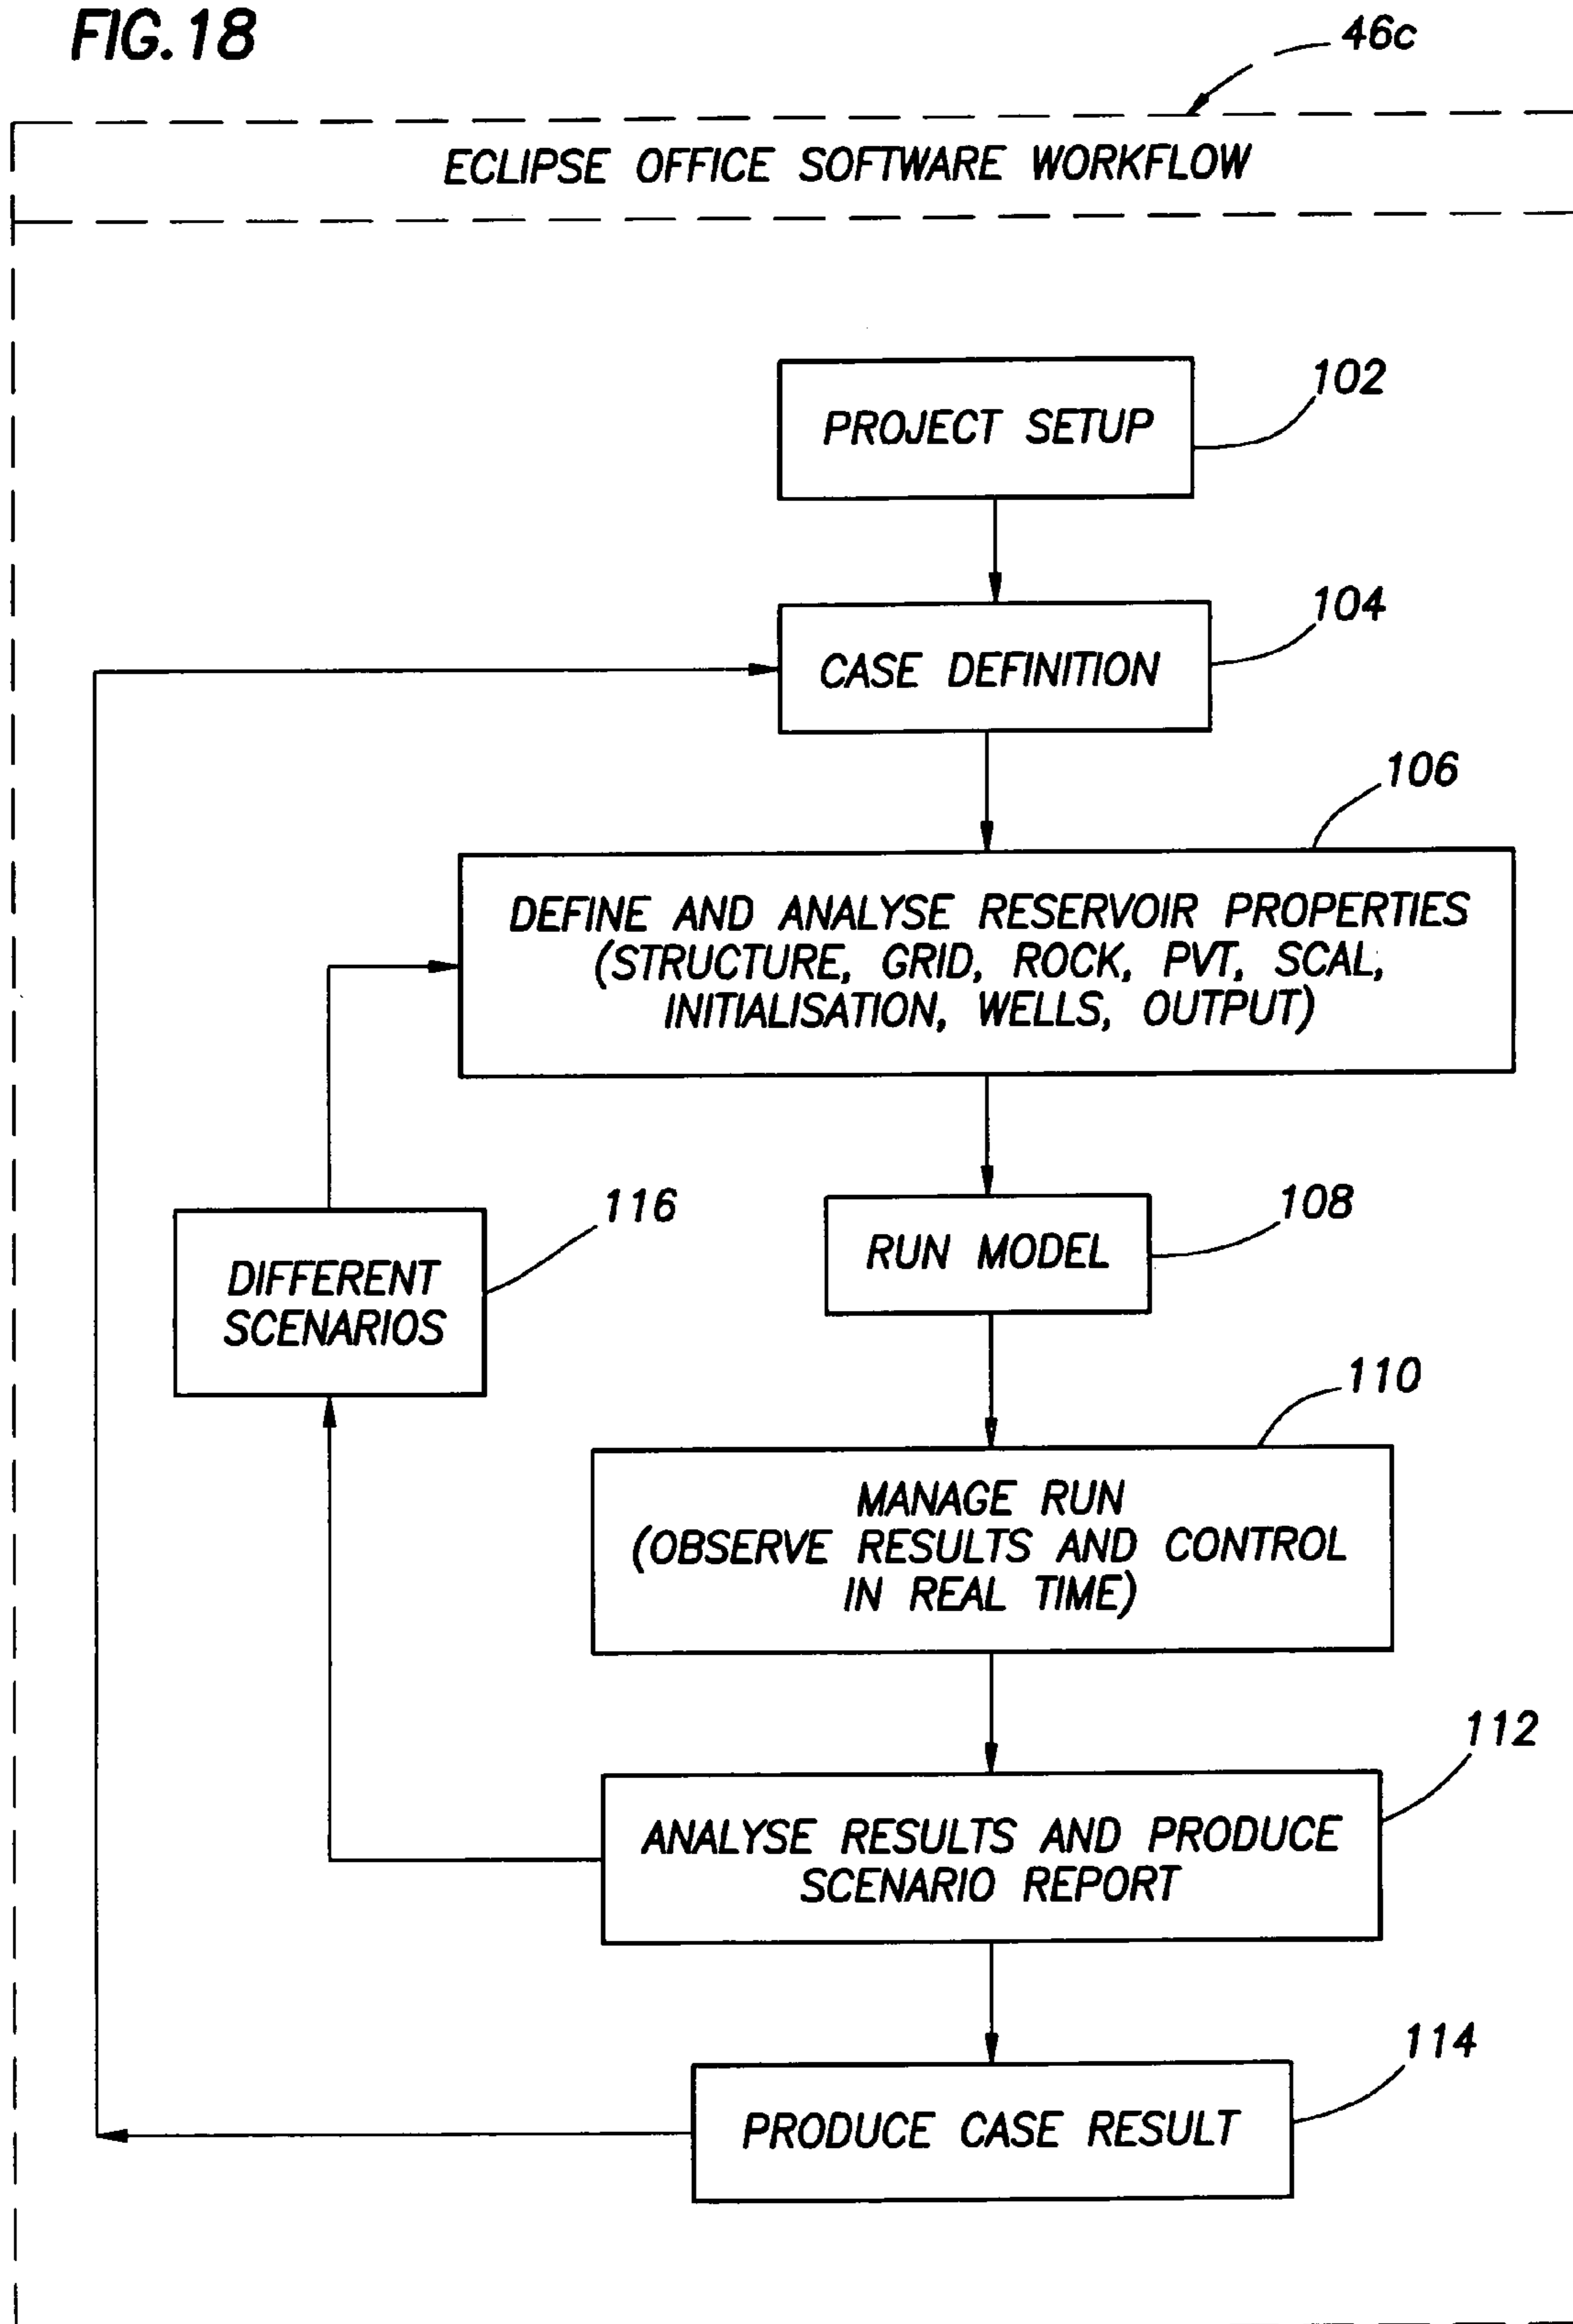 FIG.18
46c
ECLIPSE OFFICE SOFTWARE WORKFLOW
102
PROJECT SETUP
104
CASE DEFINITION
106
DEFINE AND ANALYSE RESERVOIR PROPERTIES
(STRUCTURE, GRID, ROCK, PVT, SCAL,
INITIALISATION, WELLS, OUTPUT)
116
DIFFERENT
SCENARIOS
108
RUN MODEL
110
MANAGE RUN
(OBSERVE RESULTS AND CONTROL
IN REAL TIME)
112
ANALYSE RESULTS AND PRODUCE
SCENARIO REPORT
114
PRODUCE CASE RESULT